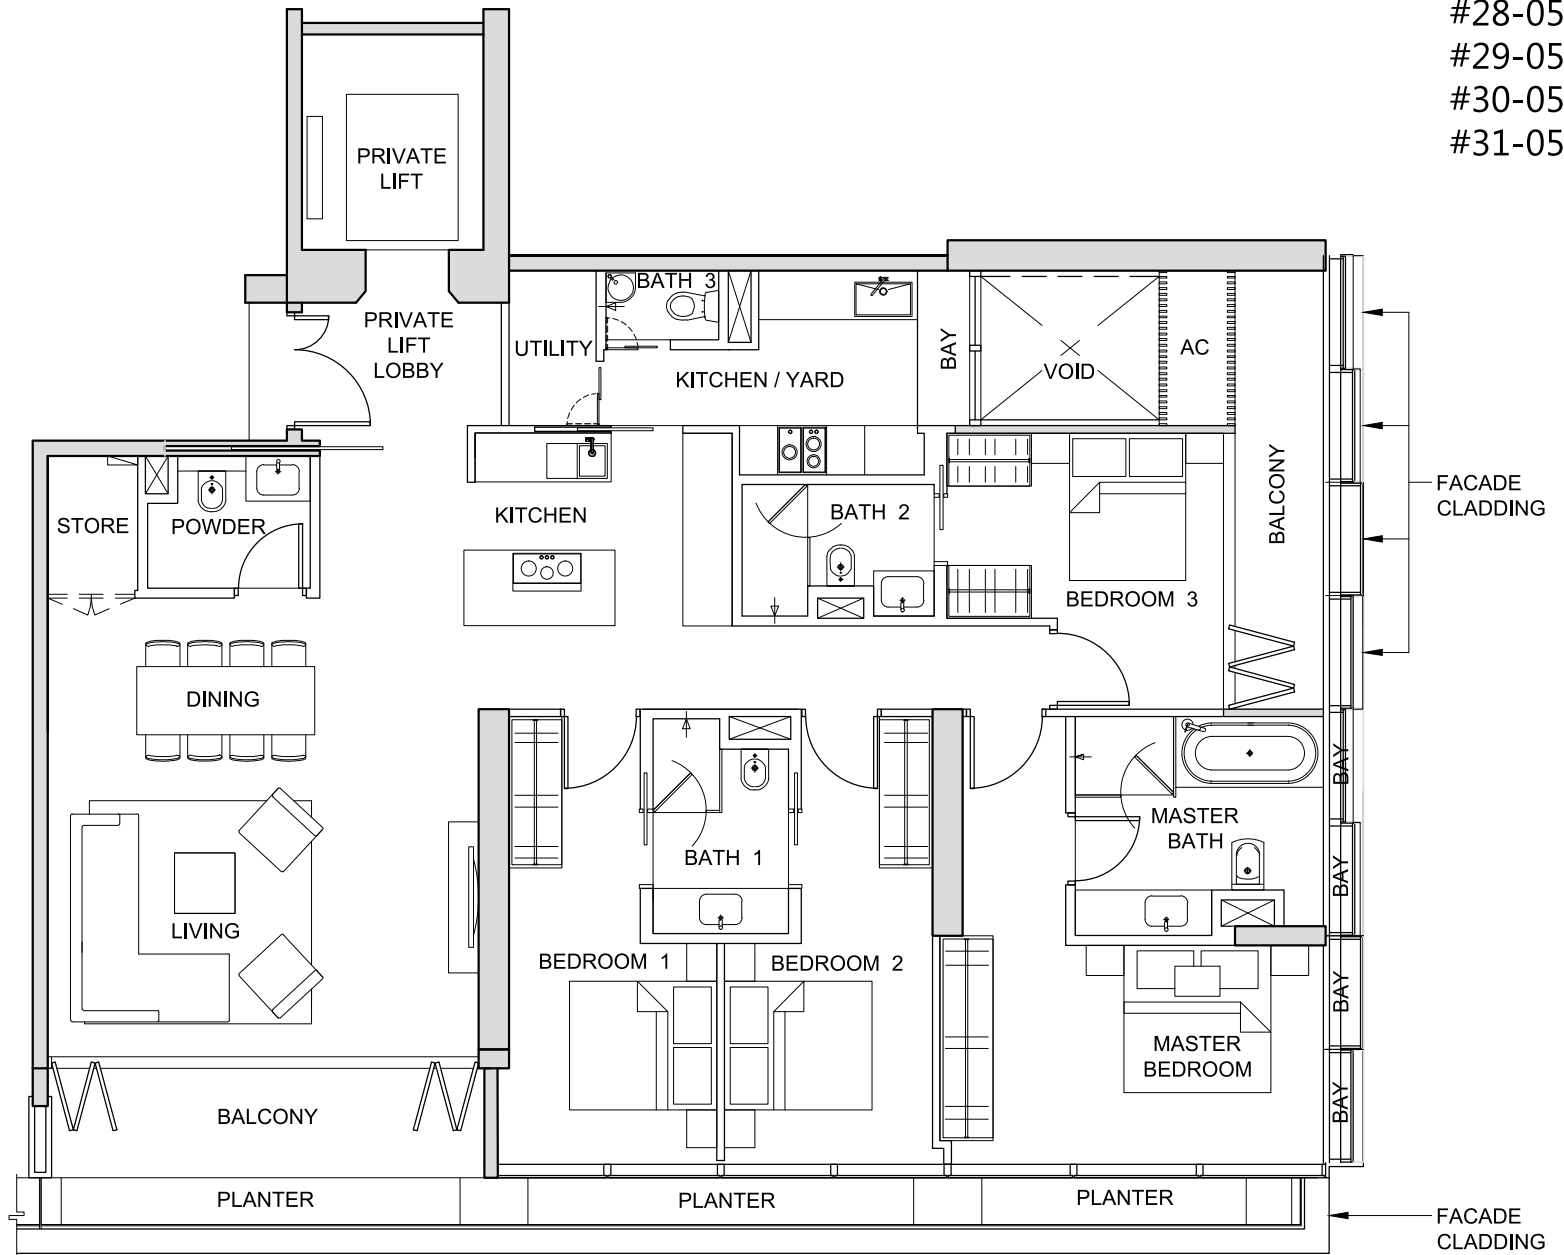 #28-05
#29-05
#30-05
#31-05
PRIVATE
LIFT
PRIVATE
LIFT
LOBBY
BATH 3
UTILITY
KITCHEN / YARD
BAY
VOID
AC
BALCONY
FACADE
CLADDING
STORE
POWDER
KITCHEN
BATH 2
BEDROOM 3
DINING
BAY
MASTER
BATH
BATH 1
BAY
LIVING
BEDROOM 1
BEDROOM 2
BAY
MASTER
BEDROOM
BAY
BALCONY
PLANTER
PLANTER
PLANTER
FACADE
CLADDING